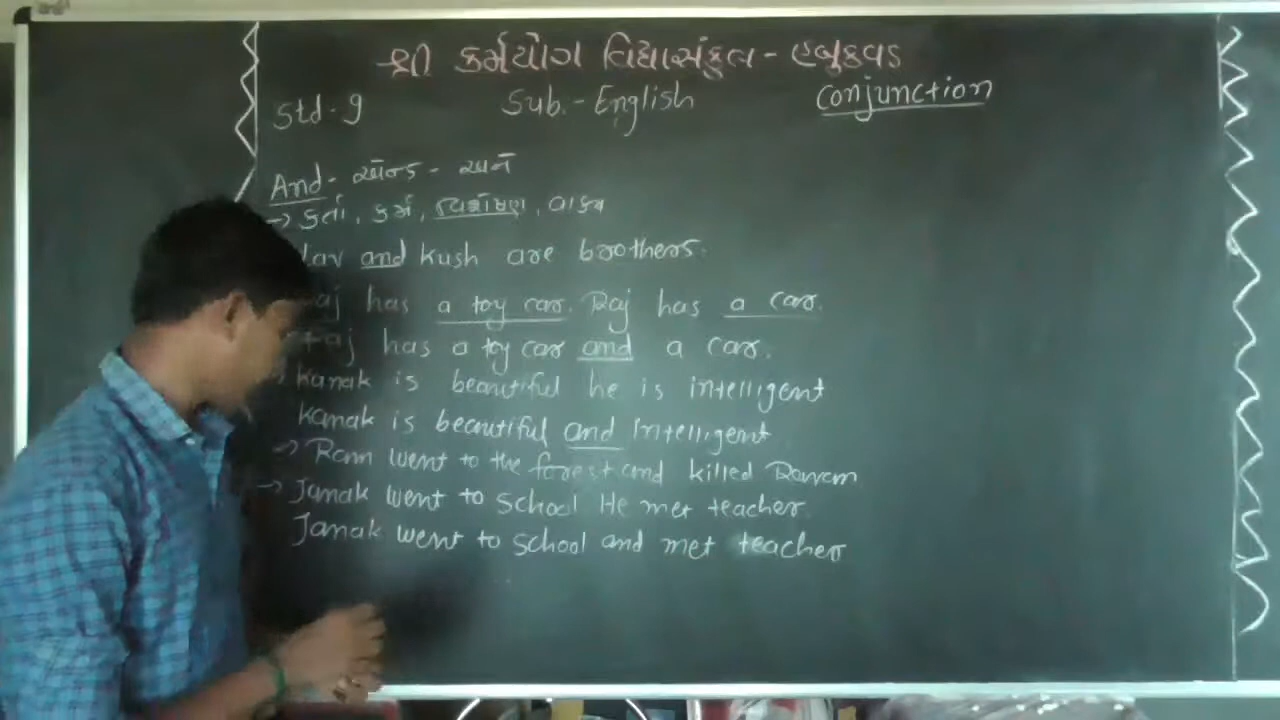 શ્રી કર્મયોગ વિદ્યાસંકુલ - હબુકવડ
Std - 9 Sub. - English Conjunction
And - એન્ડ - અને
→ કર્તા, કર્મ, વિશેષણ, વાક્ય
Lav and Kush are brothers.
Raj has a toy car. Raj has a car.
Raj has a toy car and a car.
Kanak is beautiful he is intelligent
Kanak is beautiful and intelligent
→ Ram went to the forest and killed Ravan
→ Janak went to school He met teacher.
Janak went to school and met teacher